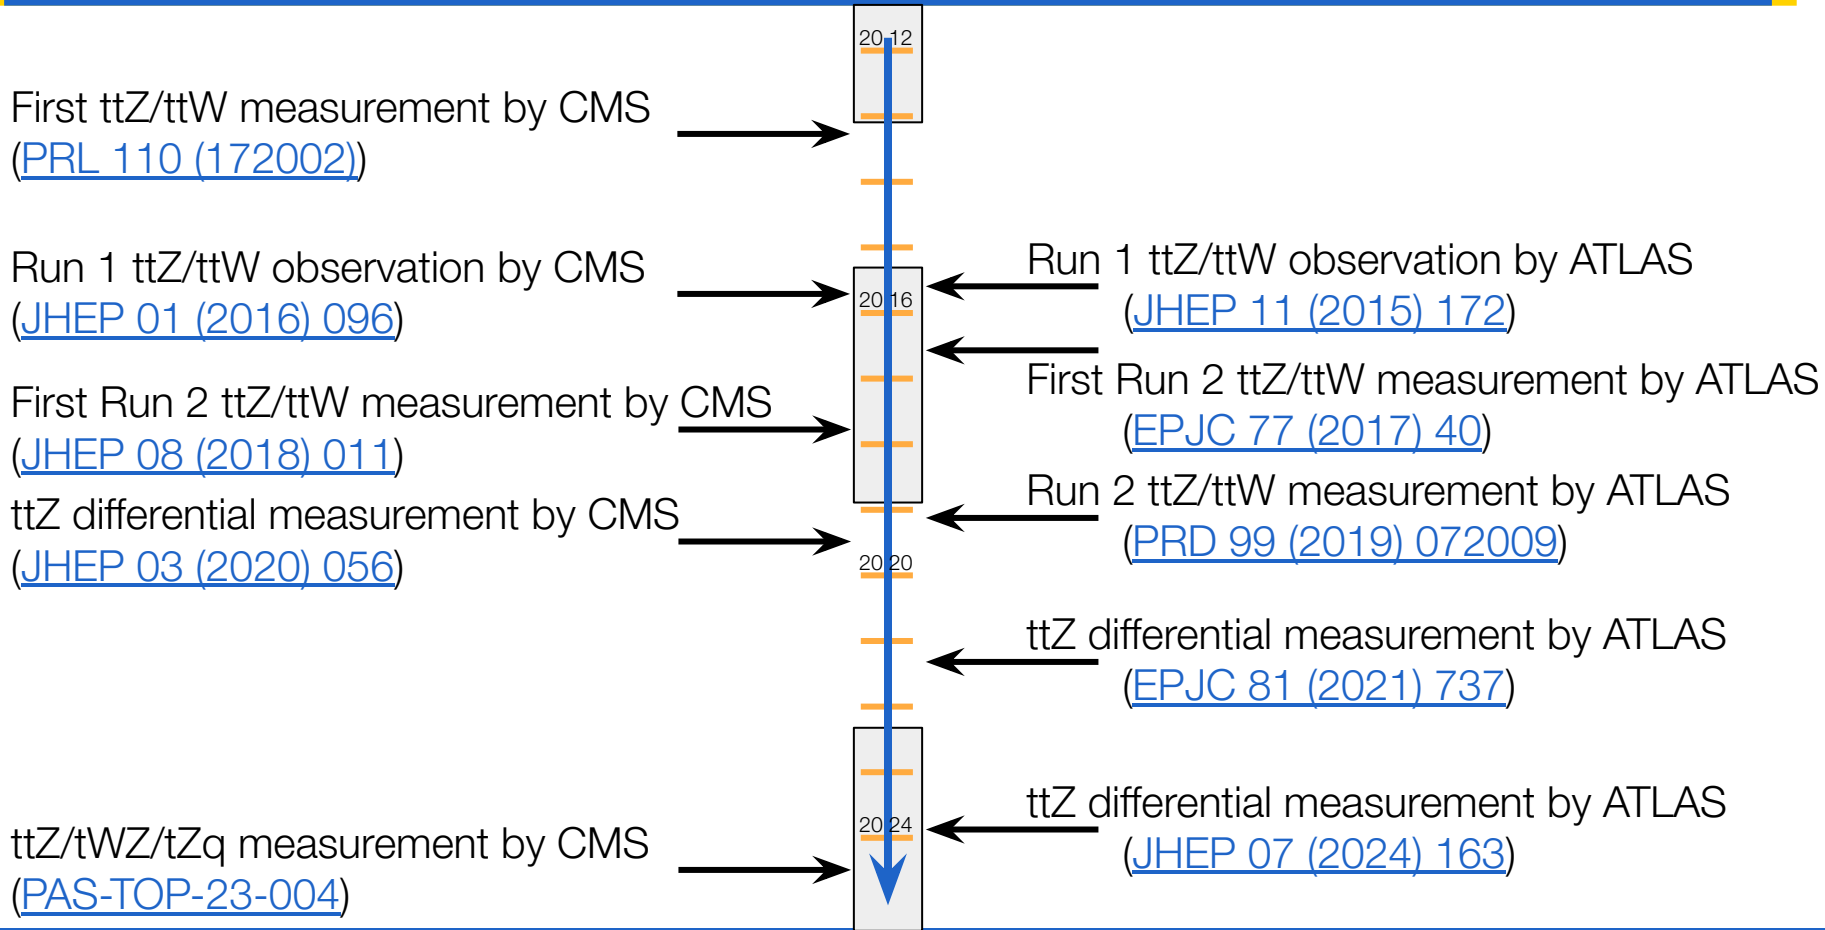 2012
First ttZ/ttW measurement by CMS
(PRL 110 (172002))
Run 1 ttZ/ttW observation by CMS
(JHEP 01 (2016) 096)
Run 1 ttZ/ttW observation by ATLAS
(JHEP 11 (2015) 172)
2016
First Run 2 ttZ/ttW measurement by CMS
(JHEP 08 (2018) 011)
First Run 2 ttZ/ttW measurement by ATLAS
(EPJC 77 (2017) 40)
ttZ differential measurement by CMS
(JHEP 03 (2020) 056)
Run 2 ttZ/ttW measurement by ATLAS
(PRD 99 (2019) 072009)
2020
ttZ differential measurement by ATLAS
(EPJC 81 (2021) 737)
ttZ differential measurement by ATLAS
(JHEP 07 (2024) 163)
2024
ttZ/tWZ/tZq measurement by CMS
(PAS-TOP-23-004)